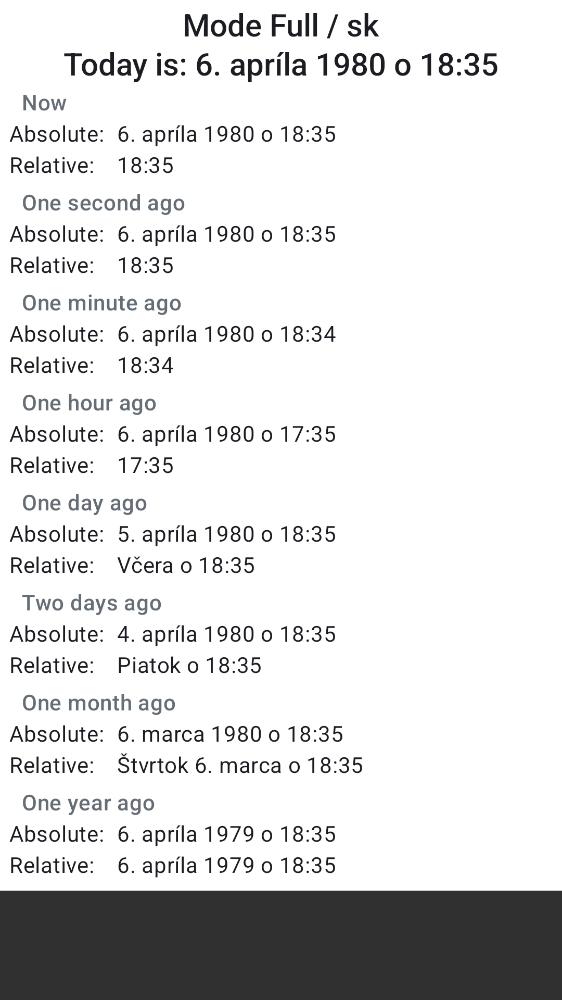 Mode Full / sk
Today is: 6. apríla 1980 o 18:35
Now
Absolute: 6. apríla 1980 o 18:35
Relative: 18:35
One second ago
Absolute: 6. apríla 1980 o 18:35
Relative: 18:35
One minute ago
Absolute: 6. apríla 1980 o 18:34
Relative: 18:34
One hour ago
Absolute: 6. apríla 1980 o 17:35
Relative: 17:35
One day ago
Absolute: 5. apríla 1980 o 18:35
Relative: Včera o 18:35
Two days ago
Absolute: 4. apríla 1980 o 18:35
Relative: Piatok o 18:35
One month ago
Absolute: 6. marca 1980 o 18:35
Relative: Štvrtok 6. marca o 18:35
One year ago
Absolute: 6. apríla 1979 o 18:35
Relative: 6. apríla 1979 o 18:35